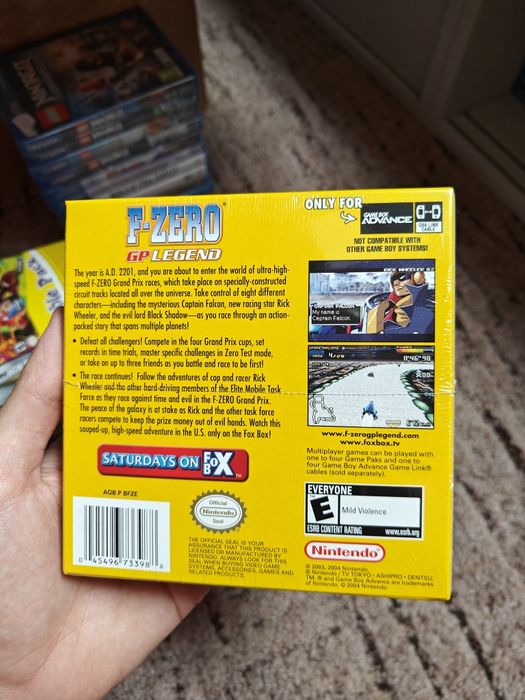 NINJAGO
F-ZERO
GP LEGEND
ONLY FOR
GAME BOY
ADVANCE
GBA LINK
CABLE
NOT COMPATIBLE WITH
OTHER GAME BOY SYSTEMS!
The year is A.D. 2201, and you are about to enter the world of ultra-high-
speed F-ZERO Grand Prix races, which take place on specially-constructed
circuit tracks located all over the universe. Take control of eight different
characters—including the mysterious Captain Falcon, new racing star Rick
Wheeler, and the evil lord Black Shadow—as you race through an action-
packed story that spans multiple planets!
• Defeat all challengers! Compete in the four Grand Prix cups, set
records in time trials, master specific challenges in Zero Test mode,
or take on up to three friends as you battle and race to be first!
• The race continues! Follow the adventures of cop and racer Rick
Wheeler and the other hard-driving members of the Elite Mobile Task
Force as they race against time and evil in the F-ZERO Grand Prix.
The peace of the galaxy is at stake as Rick and the other task force
racers compete to keep the prize money out of evil hands. Watch this
souped-up, high-speed adventure in the U.S. only on the Fox Box!
RICK WHEELER
CAPTAIN FALCON
My name is
Captain Falcon.
4/20
0'46"90
www.f-zerogplegend.com
www.foxbox.tv
Multiplayer games can be played with
one to four Game Paks and one to
four Game Boy Advance Game Link®
cables (sold separately).
SATURDAYS ON FOX BOX
TM
AGB P BFZE
0 45496 73398 8
Official
Nintendo
Seal
THE OFFICIAL SEAL IS YOUR
ASSURANCE THAT THIS PRODUCT IS
LICENSED OR MANUFACTURED BY
NINTENDO. ALWAYS LOOK FOR THIS
SEAL WHEN BUYING VIDEO GAME
SYSTEMS, ACCESSORIES, GAMES AND
RELATED PRODUCTS.
EVERYONE
E
Mild Violence
ESRB CONTENT RATING
www.esrb.org
Nintendo®
© 2003, 2004 Nintendo.
© Nintendo / TV TOKYO • ASHIPRO • DENTSU.
TM, ® and Game Boy Advance are trademarks
of Nintendo. © 2004 Nintendo.